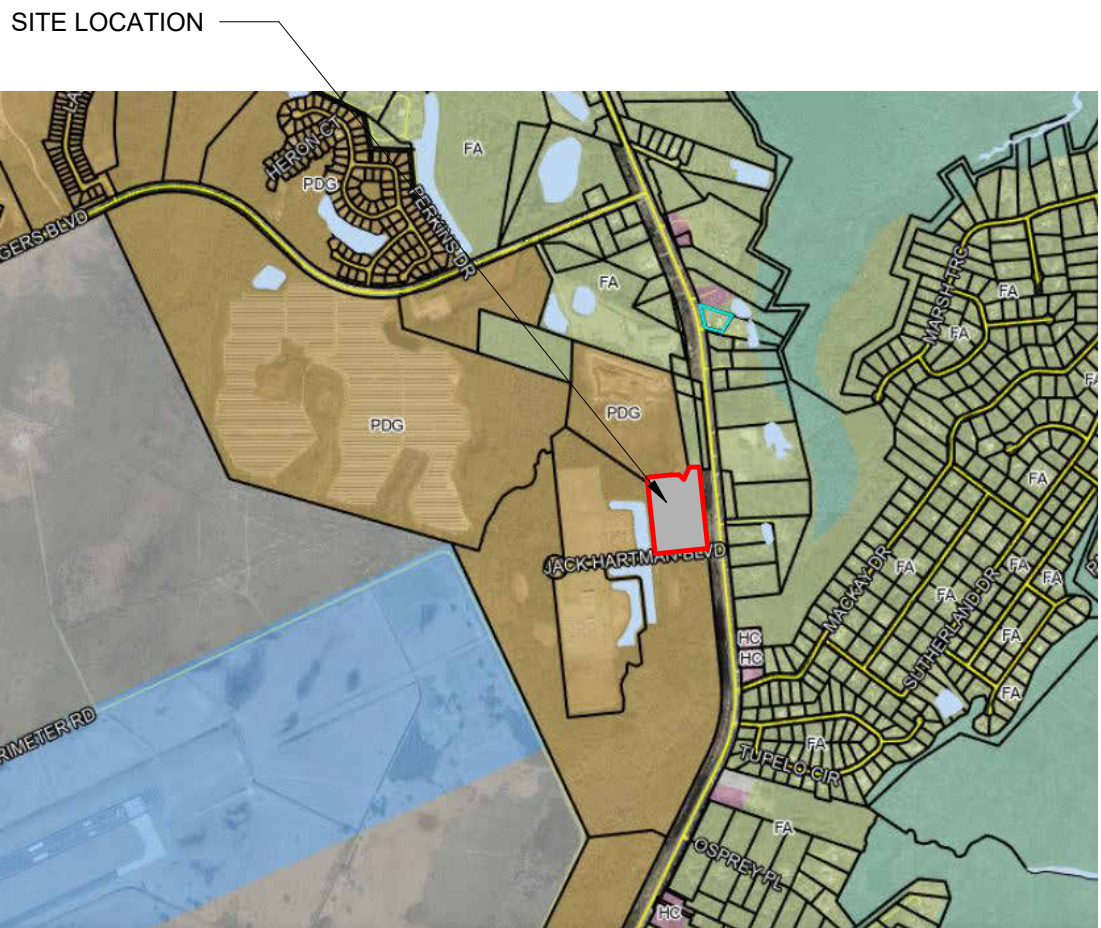 SITE LOCATION
LA
HERON CT
FA
PDG
PERKINS DR
GERS BLVD
FA
MARSH TRC
FA
FA
FA
PDG
PDG
FA
JACK HARTMAN BLVD
MACKAY DR
FA
FA
FA
FA
SUTHERLAND DR
FA
HC
HC
FA
RIMETER RD
FA
TUPELO CIR
FA
OSPREY PL
HC